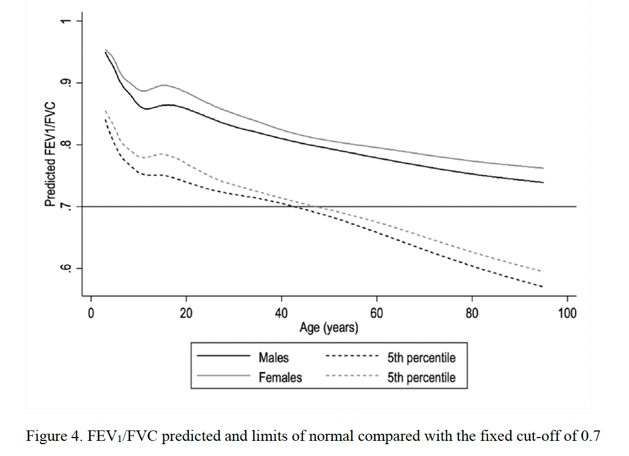 1
.9
.8
.7
.6
Predicted FEV1/FVC
0 20 40 60 80 100
Age (years)
Males 5th percentile
Females 5th percentile
Figure 4. FEV₁/FVC predicted and limits of normal compared with the fixed cut-off of 0.7